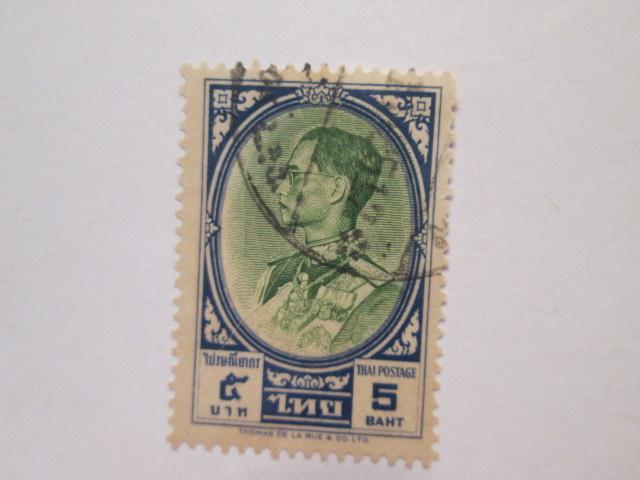 ไปรษณียากร
THAI POSTAGE
๕
ไทย
5
บาท
BAHT
THOMAS DE LA RUE & CO. LTD.